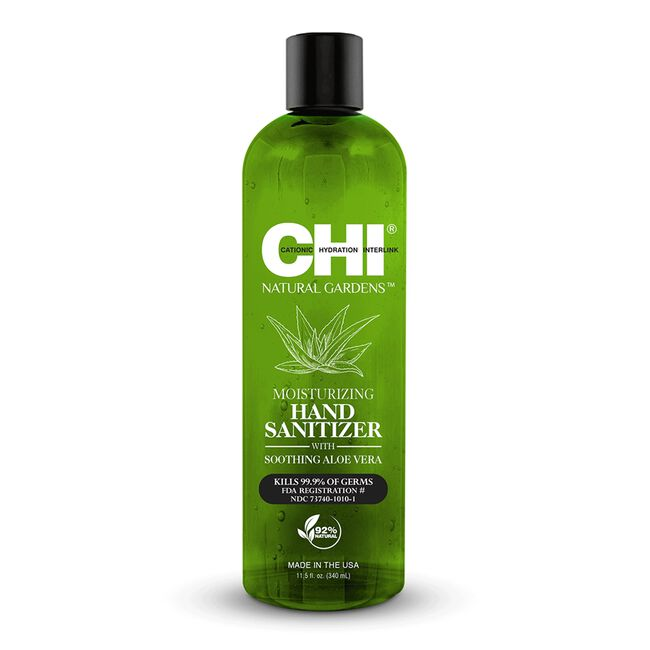 CHI®
CATIONIC HYDRATION INTERLINK
NATURAL GARDENS™
MOISTURIZING
HAND
SANITIZER
WITH
SOOTHING ALOE VERA
KILLS 99.9% OF GERMS
FDA REGISTRATION #
NDC 73740-1010-1
92%
NATURAL
MADE IN THE USA
11.5 fl. oz. (340 mL)